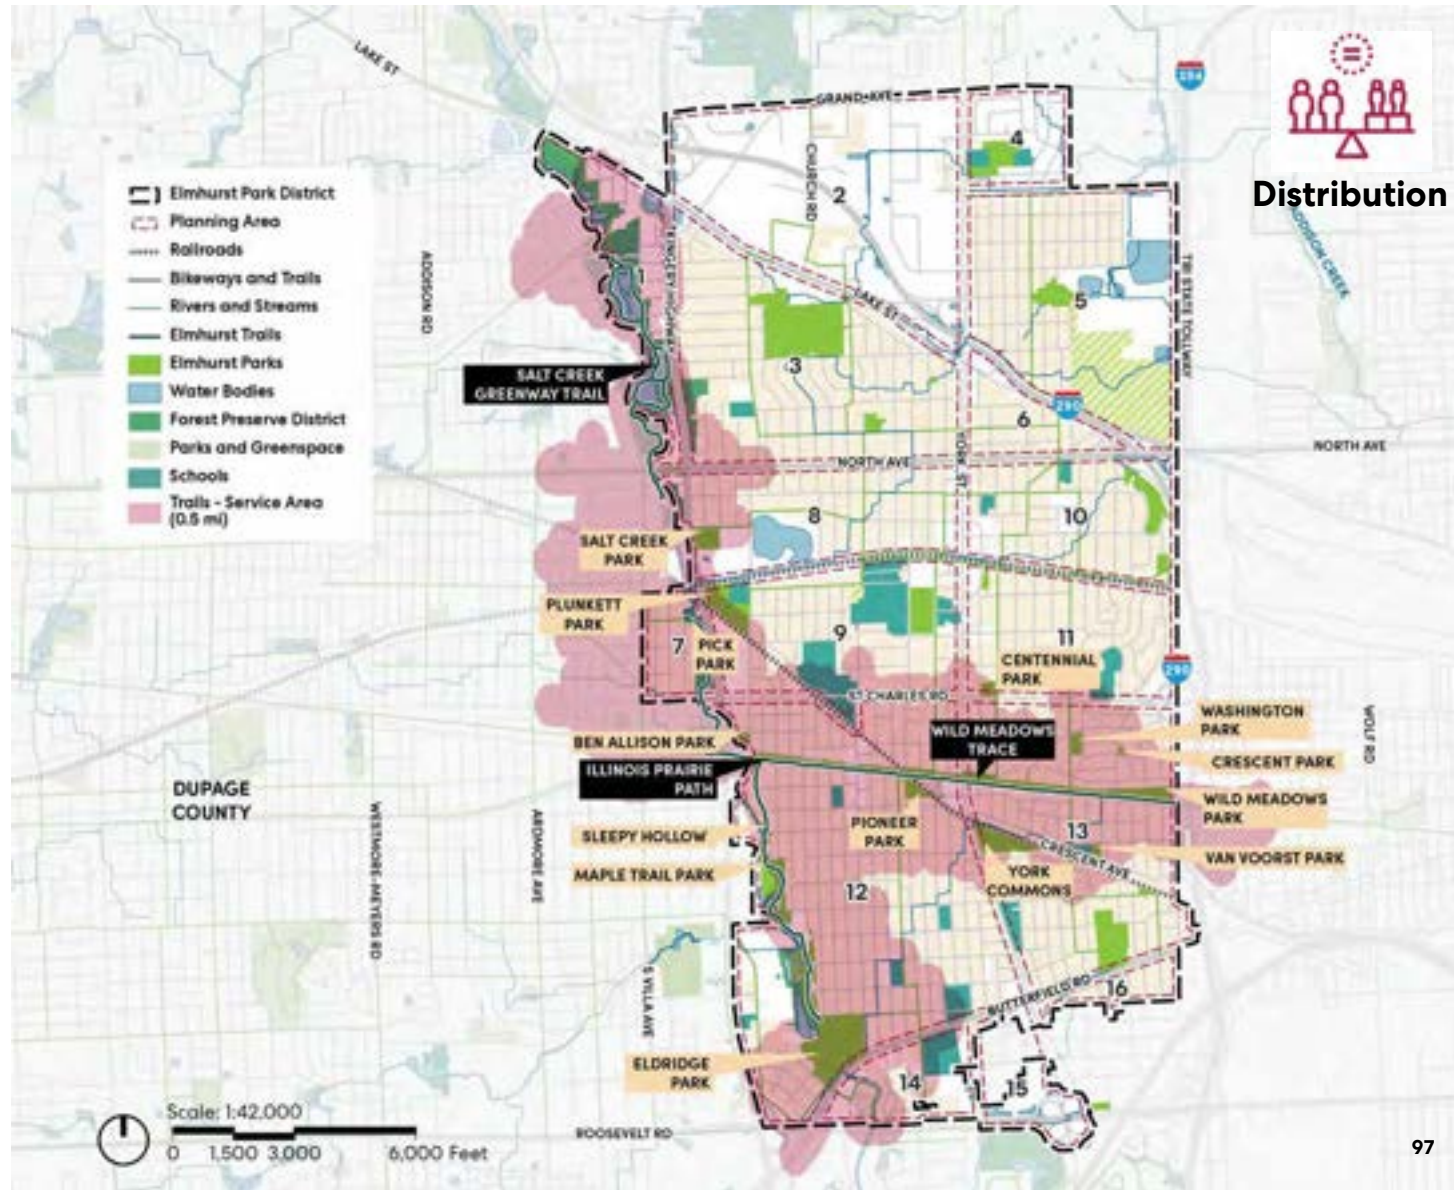 LAKE ST
GRAND AVE
294
Distribution
Elmhurst Park District
Planning Area
Railroads
Bikeways and Trails
Rivers and Streams
Elmhurst Trails
Elmhurst Parks
Water Bodies
Forest Preserve District
Parks and Greenspace
Schools
Trails - Service Area
(0.5 mi)
ADDISON RD
KINGERY HIGHWAY
CHURCH RD
2
4
ADDISON CREEK
TRI STATE TOLLWAY
LAKE ST
5
3
SALT CREEK
GREENWAY TRAIL
290
6
YORK ST
NORTH AVE
NORTH AVE
8
10
SALT CREEK
PARK
PLUNKETT
PARK
7
PICK
PARK
9
11
CENTENNIAL
PARK
290
ST CHARLES RD
WASHINGTON
PARK
WOLF RD
BEN ALLISON PARK
WILD MEADOWS
TRACE
CRESCENT PARK
ILLINOIS PRAIRIE
PATH
DUPAGE
COUNTY
WILD MEADOWS
PARK
WESTMORE-MEYERS RD
ARDMORE AVE
SLEEPY HOLLOW
PIONEER
PARK
13
CRESCENT AVE
VAN VOORST PARK
MAPLE TRAIL PARK
12
YORK
COMMONS
S VILLA AVE
BUTTERFIELD RD
16
ELDRIDGE
PARK
14
15
Scale: 1:42,000
0 1,500 3,000 6,000 Feet
ROOSEVELT RD
97